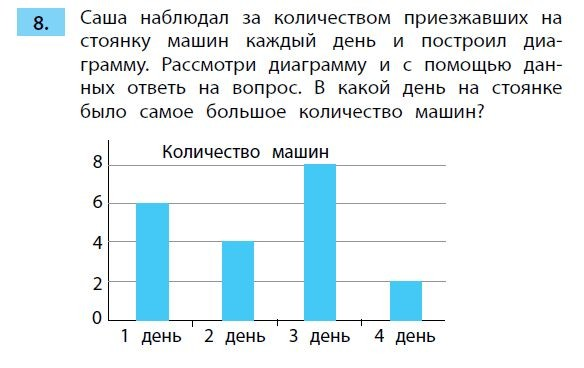 8. Саша наблюдал за количеством приезжавших на
стоянку машин каждый день и построил диа-
грамму. Рассмотри диаграмму и с помощью дан-
ных ответь на вопрос. В какой день на стоянке
было самое большое количество машин?
Количество машин
8
6
4
2
0
1 день 2 день 3 день 4 день